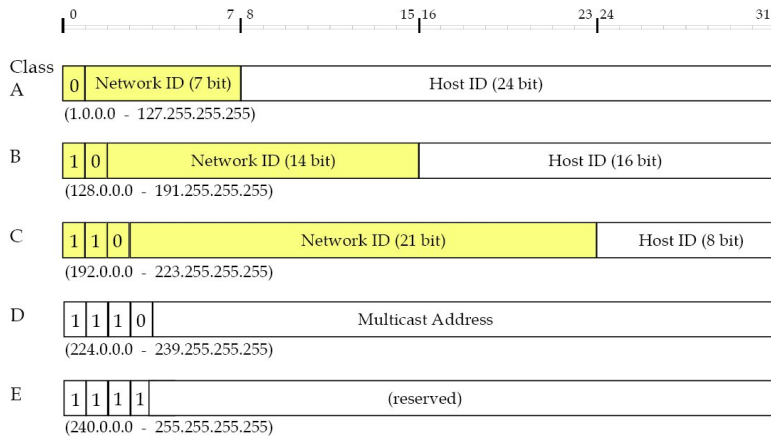 0 7 8 15 16 23 24 31
Class
A
0 Network ID (7 bit) Host ID (24 bit)
(1.0.0.0 - 127.255.255.255)
B 1 0 Network ID (14 bit) Host ID (16 bit)
(128.0.0.0 - 191.255.255.255)
C 1 1 0 Network ID (21 bit) Host ID (8 bit)
(192.0.0.0 - 223.255.255.255)
D 1 1 1 0 Multicast Address
(224.0.0.0 - 239.255.255.255)
E 1 1 1 1 (reserved)
(240.0.0.0 - 255.255.255.255)